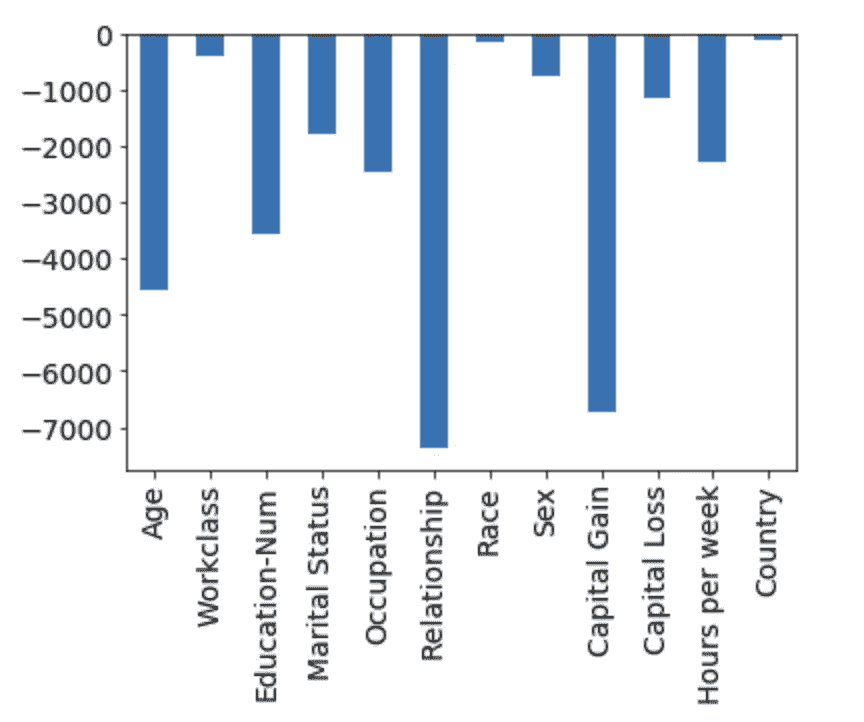 0
−1000
−2000
−3000
−4000
−5000
−6000
−7000
Age
Workclass
Education-Num
Marital Status
Occupation
Relationship
Race
Sex
Capital Gain
Capital Loss
Hours per week
Country